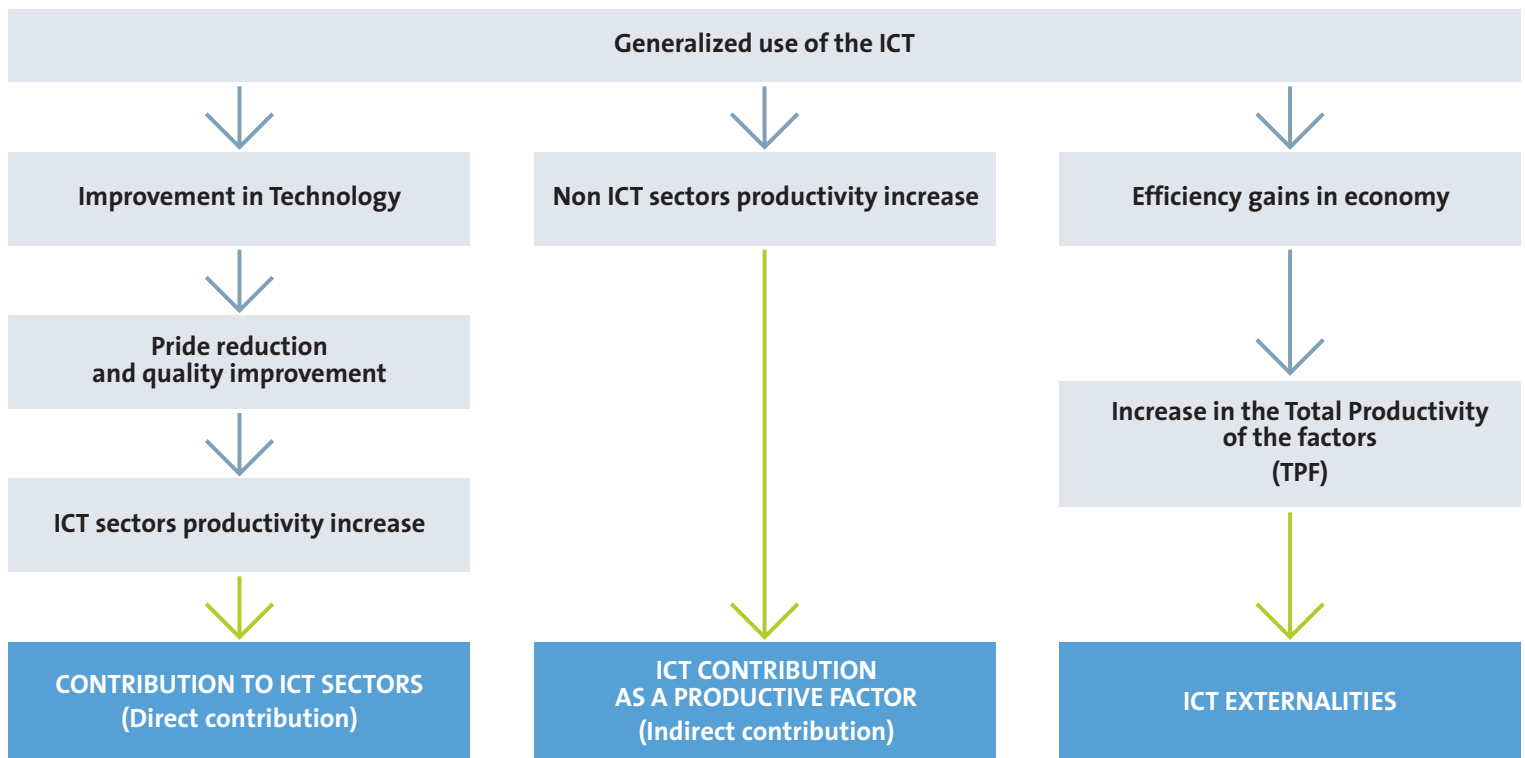 Generalized use of the ICT
Improvement in Technology
Non ICT sectors productivity increase
Efficiency gains in economy
Pride reduction
and quality improvement
Increase in the Total Productivity
of the factors
(TPF)
ICT sectors productivity increase
CONTRIBUTION TO ICT SECTORS
(Direct contribution)
ICT CONTRIBUTION
AS A PRODUCTIVE FACTOR
(Indirect contribution)
ICT EXTERNALITIES